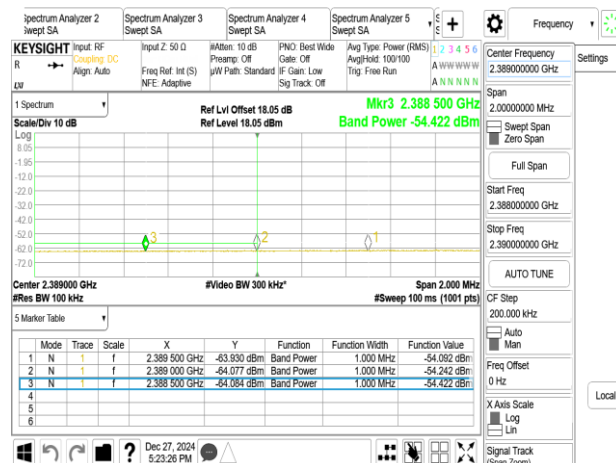 Spectrum Analyzer 2
Swept SA
Spectrum Analyzer 3
Swept SA
Spectrum Analyzer 4
Swept SA
Spectrum Analyzer 5
Swept SA
Frequency
KEYSIGHT
R
LXI
Input: RF
Coupling: DC
Align: Auto
Input Z: 50 Ω
Freq Ref: Int (S)
NFE: Adaptive
#Atten: 10 dB
Preamp: Off
µW Path: Standard
PNO: Best Wide
Gate: Off
IF Gain: Low
Sig Track: Off
Avg Type: Power (RMS)
Avg|Hold: 100/100
Trig: Free Run
1 2 3 4 5 6
A W W W W W
A N N N N N
1 Spectrum
Scale/Div 10 dB
Ref Lvl Offset 18.05 dB
Ref Level 18.05 dBm
Mkr3 2.388 500 GHz
Band Power -54.422 dBm
Log
8.05
-1.95
-12.0
-22.0
-32.0
-42.0
-52.0
-62.0
-72.0
3
2
1
Center 2.389000 GHz
#Res BW 100 kHz
#Video BW 300 kHz*
Span 2.000 MHz
#Sweep 100 ms (1001 pts)
5 Marker Table
Mode Trace Scale X Y Function Function Width Function Value
1 N 1 f 2.389 500 GHz -63.930 dBm Band Power 1.000 MHz -54.092 dBm
2 N 1 f 2.389 000 GHz -64.077 dBm Band Power 1.000 MHz -54.242 dBm
3 N 1 f 2.388 500 GHz -64.084 dBm Band Power 1.000 MHz -54.422 dBm
4
5
6
Dec 27, 2024
5:23:26 PM
Center Frequency
2.389000000 GHz
Settings
Span
2.00000000 MHz
Swept Span
Zero Span
Full Span
Start Freq
2.388000000 GHz
Stop Freq
2.390000000 GHz
AUTO TUNE
CF Step
200.000 kHz
Auto
Man
Freq Offset
0 Hz
X Axis Scale
Log
Lin
Local
Signal Track
(Span Zoom)